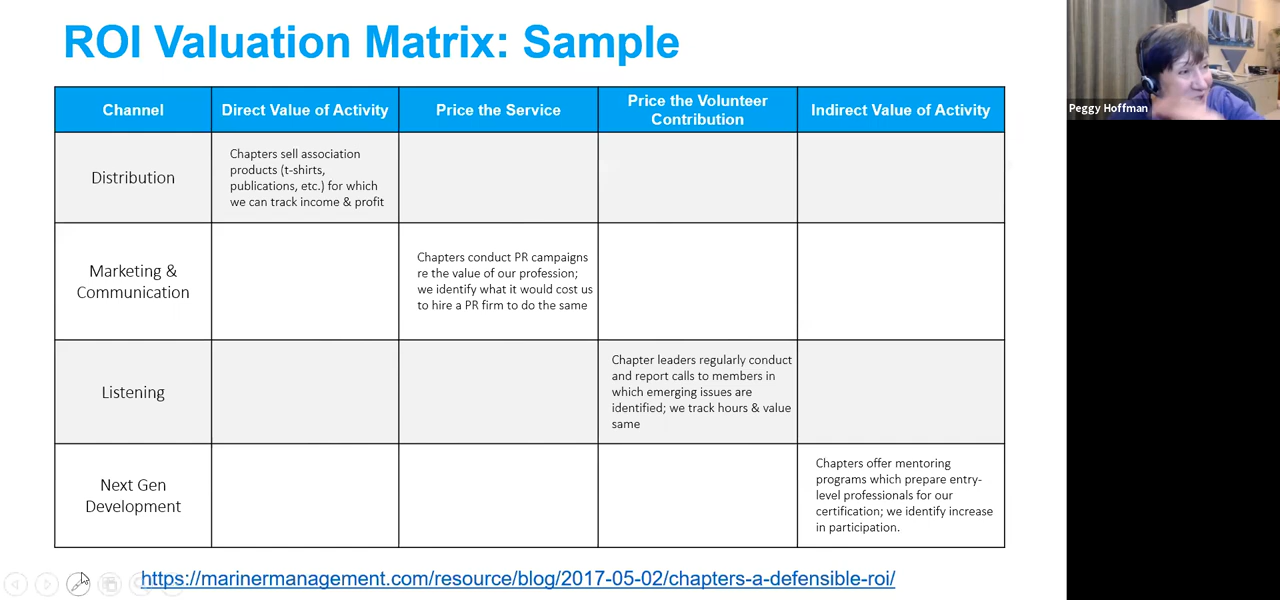 ROI Valuation Matrix: Sample
Peggy Hoffman
Channel
Direct Value of Activity
Price the Service
Price the Volunteer
Contribution
Indirect Value of Activity
Distribution
Chapters sell association
products (t-shirts,
publications, etc.) for which
we can track income & profit
Marketing &
Communication
Chapters conduct PR campaigns
re the value of our profession;
we identify what it would cost us
to hire a PR firm to do the same
Listening
Chapter leaders regularly conduct
and report calls to members in
which emerging issues are
identified; we track hours & value
same
Next Gen
Development
Chapters offer mentoring
programs which prepare entry-
level professionals for our
certification; we identify increase
in participation.
https://marinermanagement.com/resource/blog/2017-05-02/chapters-a-defensible-roi/